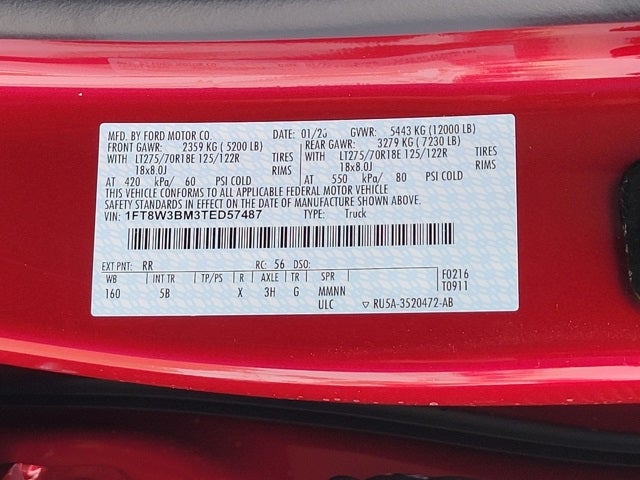 MFD. BY FORD MOTOR CO. DATE: 01/26 GVWR: 5443 KG (12000 LB)
FRONT GAWR: 2359 KG (5200 LB) REAR GAWR: 3279 KG (7230 LB)
WITH LT275/70R18E 125/122R TIRES WITH LT275/70R18E 125/122R TIRES
18x8.0J RIMS 18x8.0J RIMS
AT 420 kPa/ 60 PSI COLD AT 550 kPa/ 80 PSI COLD
THIS VEHICLE CONFORMS TO ALL APPLICABLE FEDERAL MOTOR VEHICLE
SAFETY STANDARDS IN EFFECT ON THE DATE OF MANUFACTURE SHOWN ABOVE.
VIN: 1FT8W3BM3TED57487 TYPE: Truck
EXT PNT: RR RC: 56 DSO:
WB INT TR TP/PS R AXLE TR SPR F0216
160 5B X 3H G MMNN T0911
ULC ▽ RU5A-3520472-AB